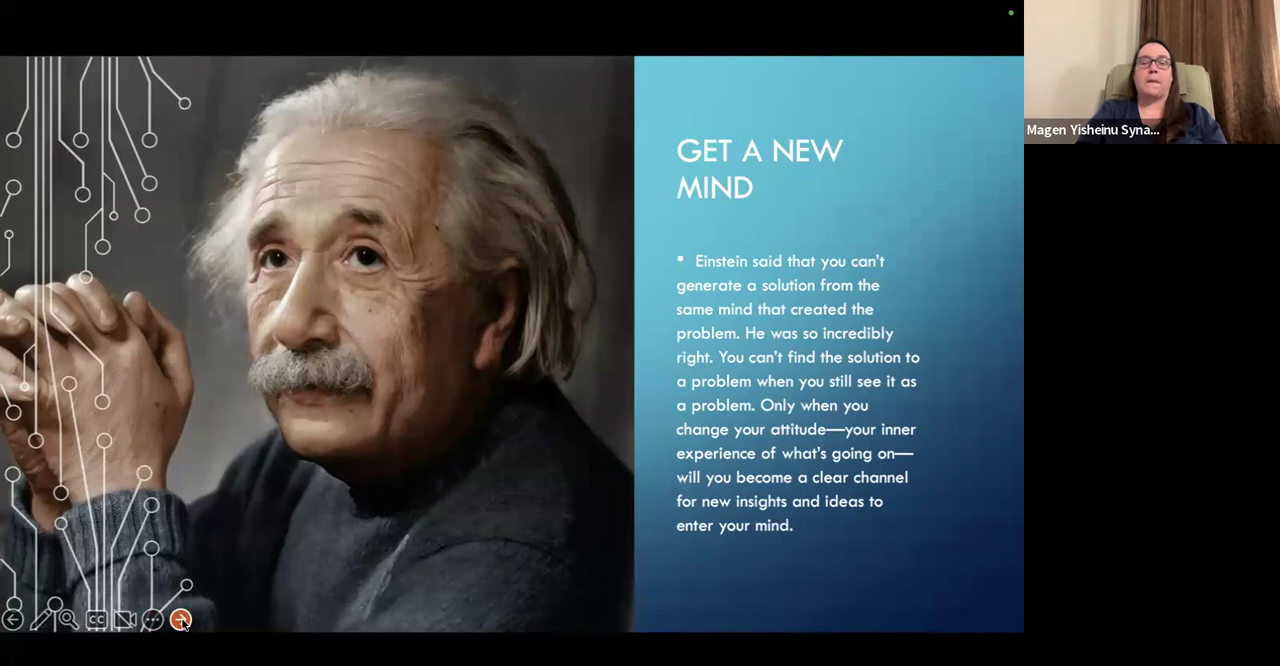 GET A NEW
MIND
• Einstein said that you can't
generate a solution from the
same mind that created the
problem. He was so incredibly
right. You can't find the solution to
a problem when you still see it as
a problem. Only when you
change your attitude—your inner
experience of what's going on—
will you become a clear channel
for new insights and ideas to
enter your mind.
Magen Yisheinu Syna...
CC